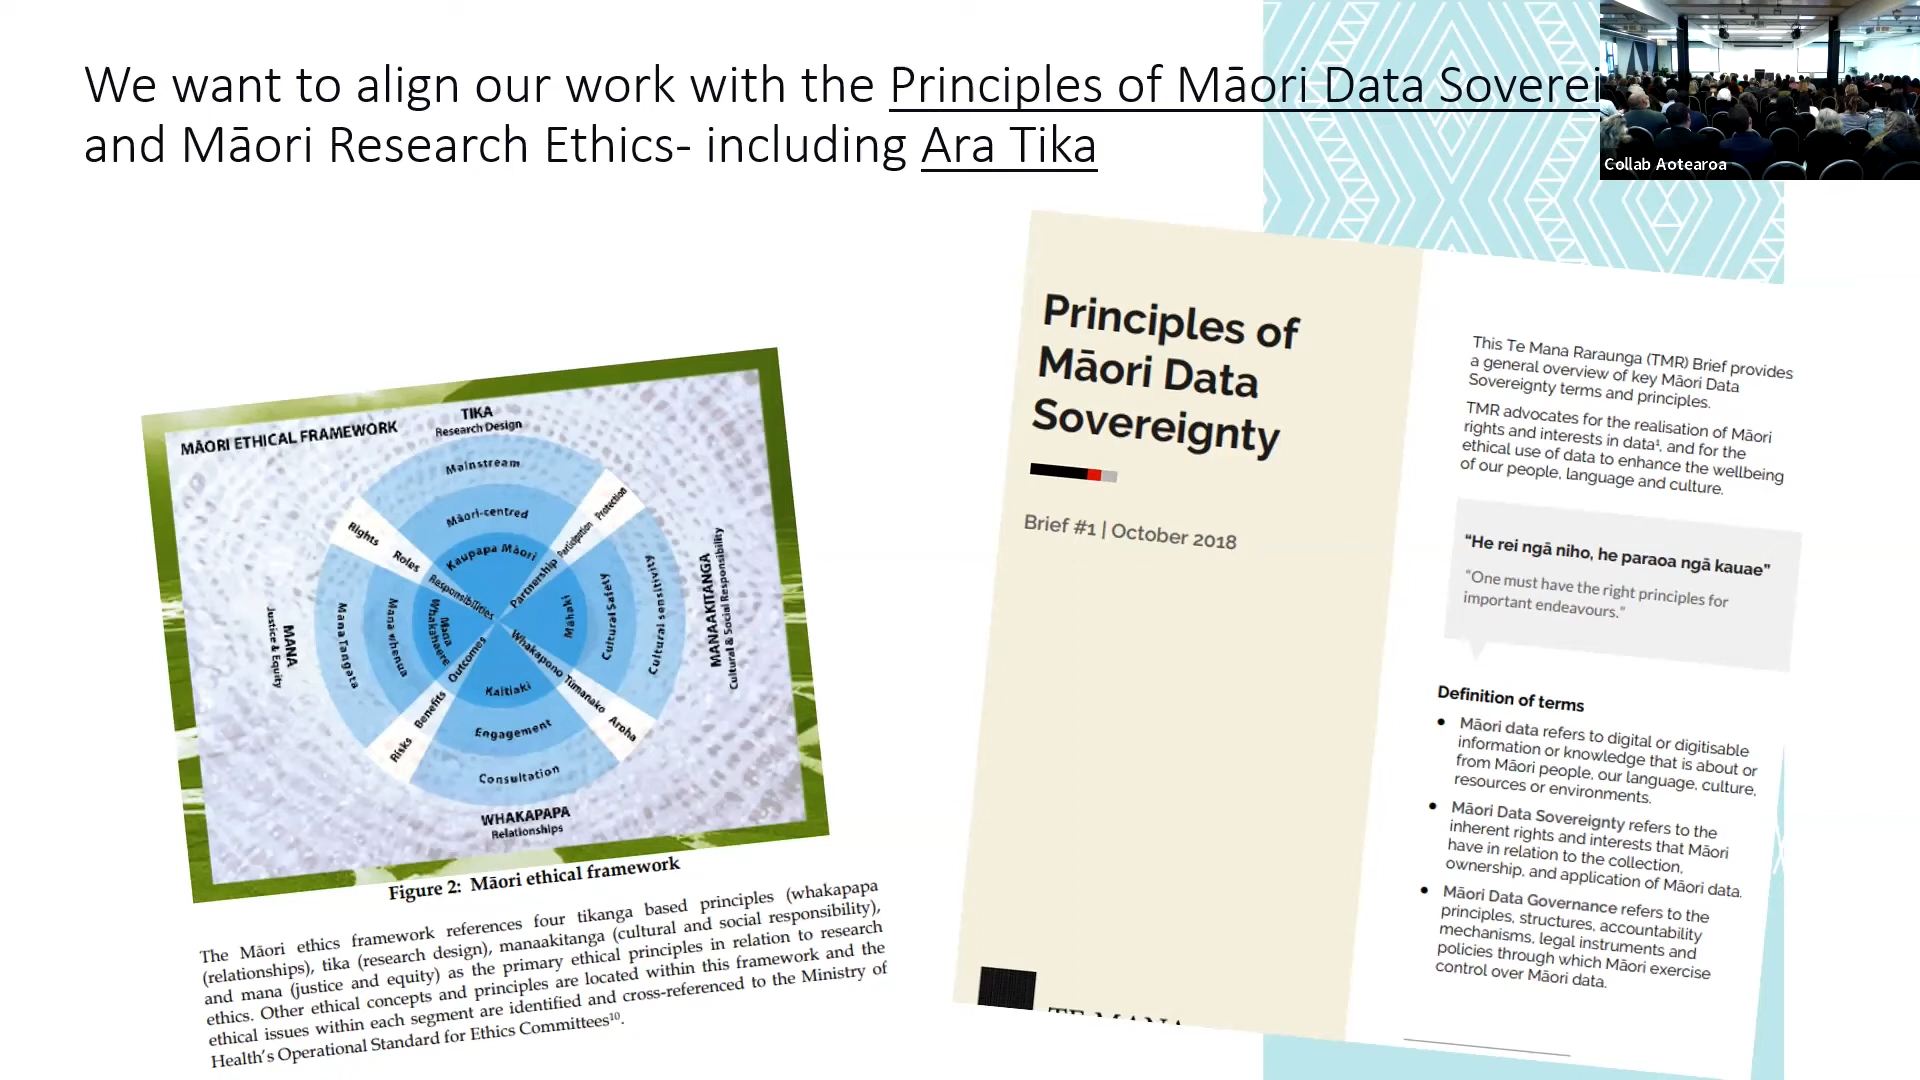 We want to align our work with the Principles of Māori Data Soverei
and Māori Research Ethics- including Ara Tika
Collab Aotearoa
MĀORI ETHICAL FRAMEWORK
TIKA
Research Design
Mainstream
Māori-centred
Kaupapa Māori
Rights
Roles
Responsibilities
Protection
Participation
Partnership
MANA
Justice & Equity
Mana Tangata
Mana whenua
Mana
Whakahaere
Mahaki
Cultural Safety
Cultural sensitivity
MANAAKITANGA
Cultural & Social Responsibility
Outcomes
Benefits
Risks
Whakapono
Tūmanako
Aroha
Kaitiaki
Engagement
Consultation
WHAKAPAPA
Relationships
Figure 2: Māori ethical framework
The Māori ethics framework references four tikanga based principles (whakapapa
(relationships), tika (research design), manaakitanga (cultural and social responsibility),
and mana (justice and equity) as the primary ethical principles in relation to research
ethics. Other ethical concepts and principles are located within this framework and the
ethical issues within each segment are identified and cross-referenced to the Ministry of
Health's Operational Standard for Ethics Committees¹⁰.
Principles of
Māori Data
Sovereignty
Brief #1 | October 2018
This Te Mana Raraunga (TMR) Brief provides
a general overview of key Māori Data
Sovereignty terms and principles.
TMR advocates for the realisation of Māori
rights and interests in data¹, and for the
ethical use of data to enhance the wellbeing
of our people, language and culture.
“He rei ngā niho, he paraoa ngā kauae”
“One must have the right principles for
important endeavours.”
Definition of terms
• Māori data refers to digital or digitisable
information or knowledge that is about or
from Māori people, our language, culture,
resources or environments.
• Māori Data Sovereignty refers to the
inherent rights and interests that Māori
have in relation to the collection,
ownership, and application of Māori data.
• Māori Data Governance refers to the
principles, structures, accountability
mechanisms, legal instruments and
policies through which Māori exercise
control over Māori data.
TE MANA